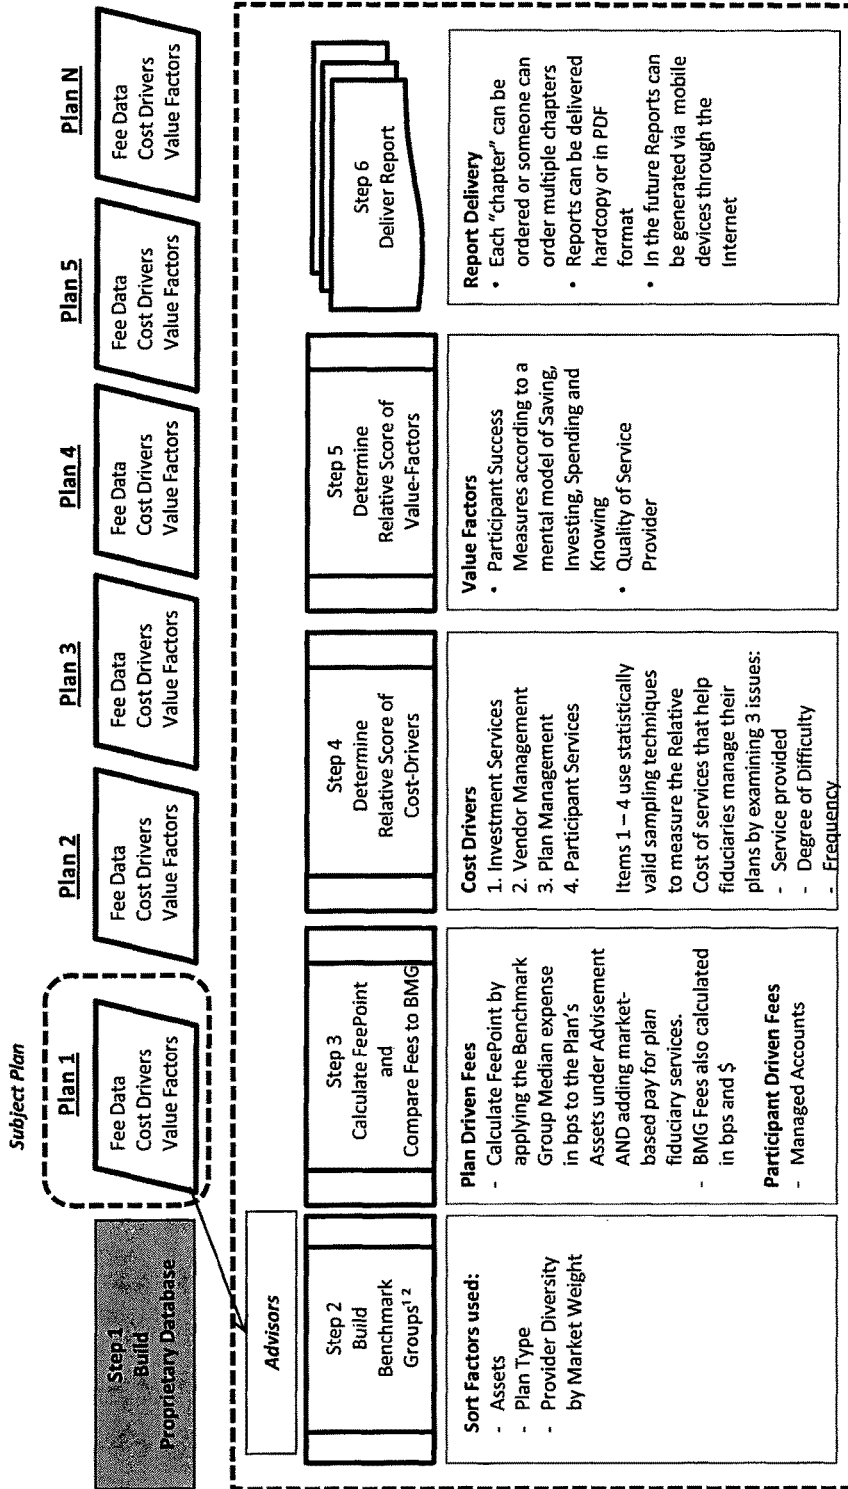 Subject Plan
Step 1
Build
Proprietary Database
Plan 1
Fee Data
Cost Drivers
Value Factors
Plan 2
Fee Data
Cost Drivers
Value Factors
Plan 3
Fee Data
Cost Drivers
Value Factors
Plan 4
Fee Data
Cost Drivers
Value Factors
Plan 5
Fee Data
Cost Drivers
Value Factors
Plan N
Fee Data
Cost Drivers
Value Factors
Advisors
Step 2
Build
Benchmark
Groups¹ ²
Sort Factors used:
- Assets
- Plan Type
- Provider Diversity
by Market Weight
Step 3
Calculate FeePoint
and
Compare Fees to BMG
Plan Driven Fees
- Calculate FeePoint by
applying the Benchmark
Group Median expense
in bps to the Plan's
Assets under Advisement
AND adding market-
based pay for plan
fiduciary services.
- BMG Fees also calculated
in bps and $
Participant Driven Fees
- Managed Accounts
Step 4
Determine
Relative Score of
Cost-Drivers
Cost Drivers
1. Investment Services
2. Vendor Management
3. Plan Management
4. Participant Services
Items 1 – 4 use statistically
valid sampling techniques
to measure the Relative
Cost of services that help
fiduciaries manage their
plans by examining 3 issues:
- Service provided
- Degree of Difficulty
- Frequency
Step 5
Determine
Relative Score of
Value-Factors
Value Factors
• Participant Success
Measures according to a
mental model of Saving,
Investing, Spending and
Knowing
• Quality of Service
Provider
Step 6
Deliver Report
Report Delivery
• Each "chapter" can be
ordered or someone can
order multiple chapters
• Reports can be delivered
hardcopy or in PDF
format
• In the future Reports can
be generated via mobile
devices through the
Internet